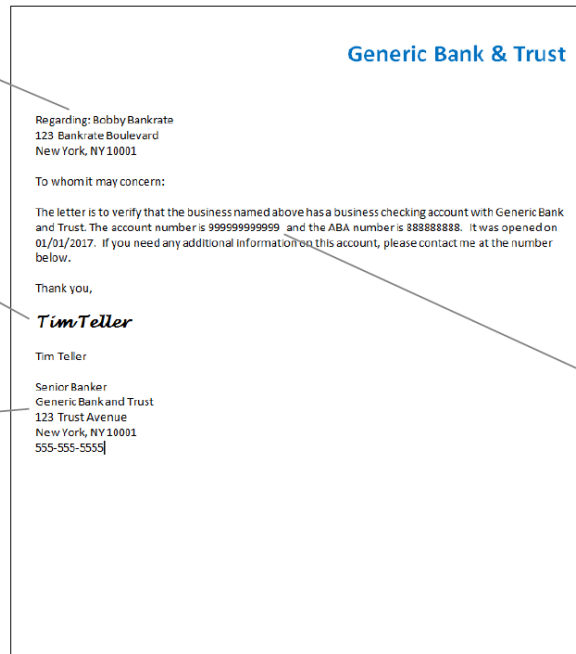 Generic Bank & Trust
Regarding: Bobby Bankrate
123 Bankrate Boulevard
New York, NY 10001
To whom it may concern:
The letter is to verify that the business named above has a business checking account with Generic Bank
and Trust. The account number is 999999999999 and the ABA number is 888888888. It was opened on
01/01/2017. If you need any additional information on this account, please contact me at the number
below.
Thank you,
Tim Teller
Tim Teller
Senior Banker
Generic Bank and Trust
123 Trust Avenue
New York, NY 10001
555-555-5555